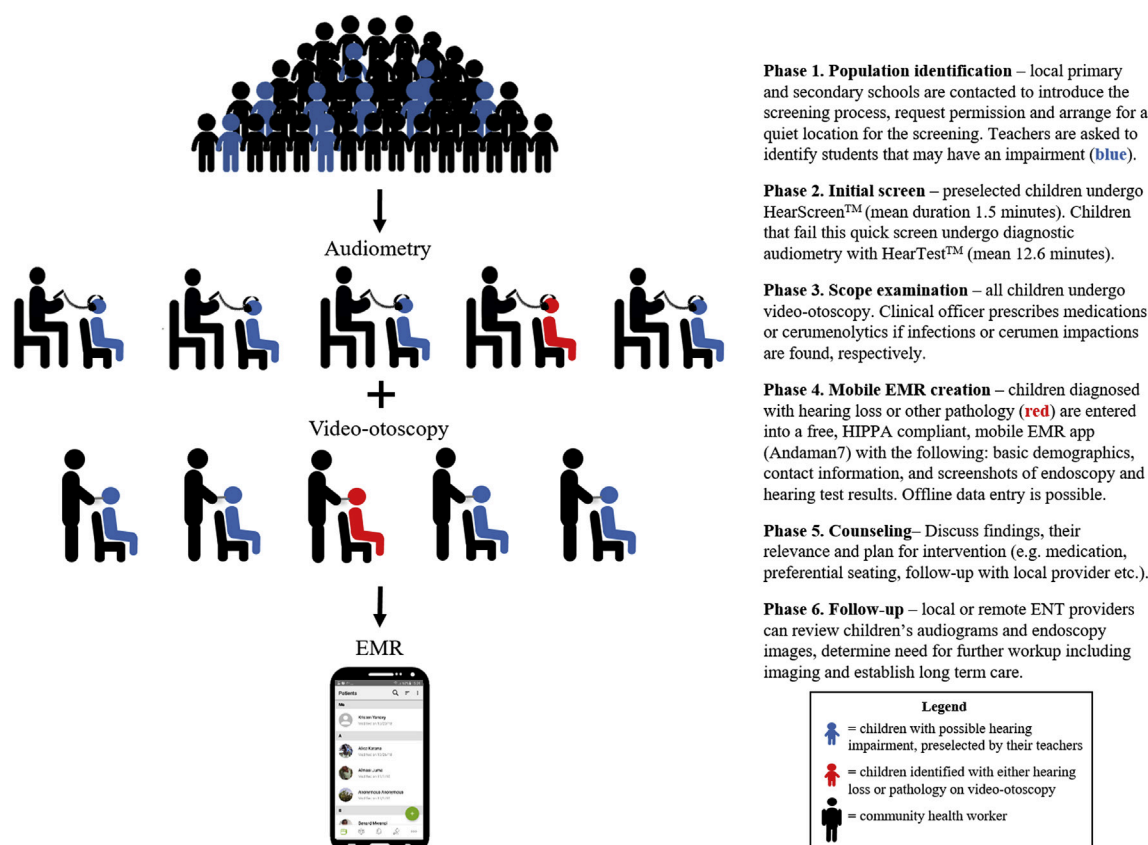 Audiometry
+
Video-otoscopy
EMR
Patients
Me
A
S
Phase 1. Population identification – local primary
and secondary schools are contacted to introduce the
screening process, request permission and arrange for a
quiet location for the screening. Teachers are asked to
identify students that may have an impairment (blue).
Phase 2. Initial screen – preselected children undergo
HearScreen™ (mean duration 1.5 minutes). Children
that fail this quick screen undergo diagnostic
audiometry with HearTest™ (mean 12.6 minutes).
Phase 3. Scope examination – all children undergo
video-otoscopy. Clinical officer prescribes medications
or cerumenolytics if infections or cerumen impactions
are found, respectively.
Phase 4. Mobile EMR creation – children diagnosed
with hearing loss or other pathology (red) are entered
into a free, HIPPA compliant, mobile EMR app
(Andaman7) with the following: basic demographics,
contact information, and screenshots of endoscopy and
hearing test results. Offline data entry is possible.
Phase 5. Counseling– Discuss findings, their
relevance and plan for intervention (e.g. medication,
preferential seating, follow-up with local provider etc.).
Phase 6. Follow-up – local or remote ENT providers
can review children's audiograms and endoscopy
images, determine need for further workup including
imaging and establish long term care.
Legend
= children with possible hearing
impairment, preselected by their teachers
= children identified with either hearing
loss or pathology on video-otoscopy
= community health worker